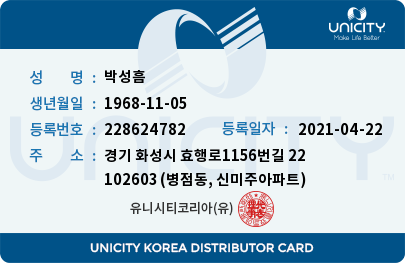 UNICITY
Make Life Better
성 명 : 박성흠
생년월일 : 1968-11-05
등록번호 : 228624782 등록일자 : 2021-04-22
주 소 : 경기 화성시 효행로1156번길 22
102603 (병점동, 신미주아파트)
유니시티코리아(유)
UNICITY
UNICITY KOREA DISTRIBUTOR CARD